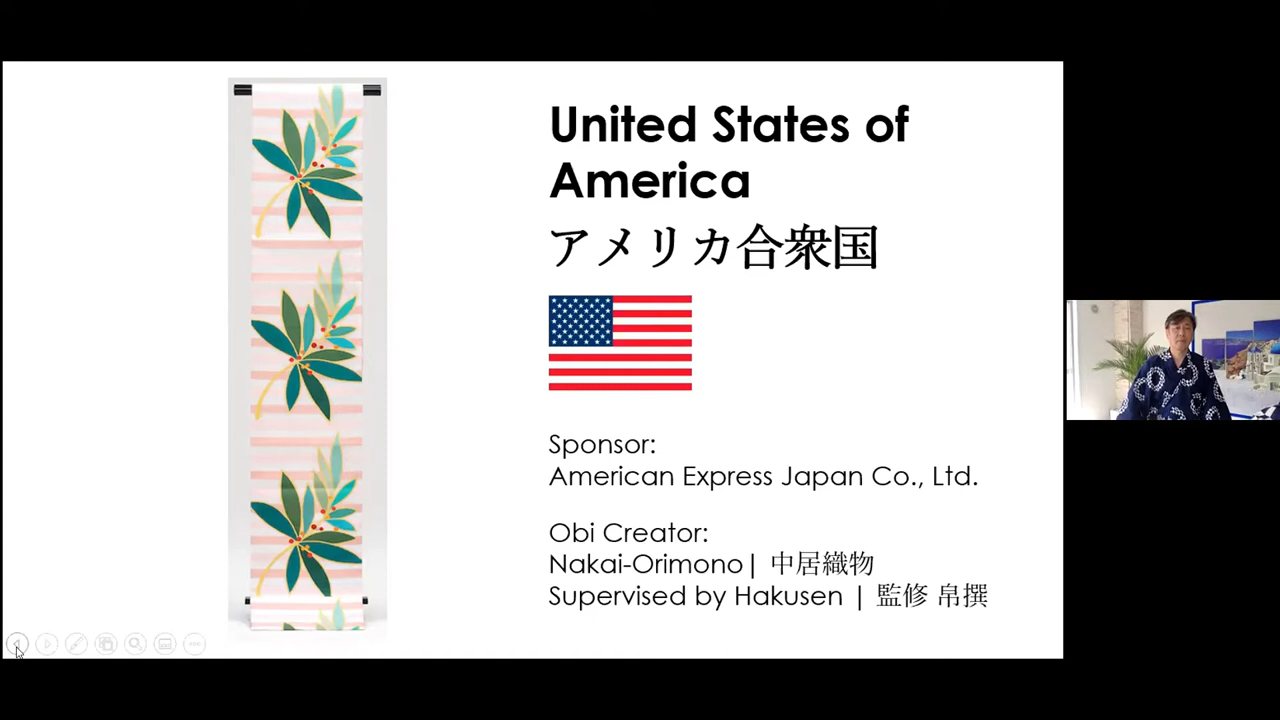 United States of
America
アメリカ合衆国
Sponsor:
American Express Japan Co., Ltd.
Obi Creator:
Nakai-Orimono| 中居織物
Supervised by Hakusen | 監修 帛撰